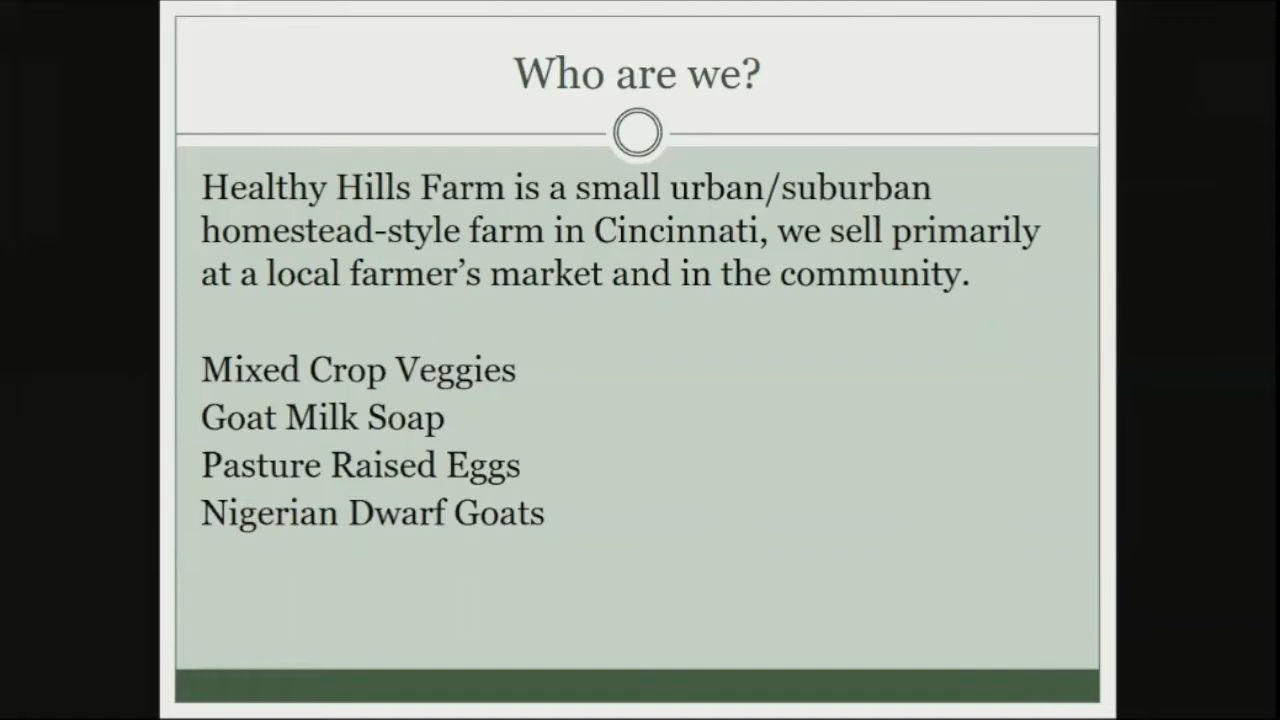 Who are we?
Healthy Hills Farm is a small urban/suburban
homestead-style farm in Cincinnati, we sell primarily
at a local farmer’s market and in the community.
Mixed Crop Veggies
Goat Milk Soap
Pasture Raised Eggs
Nigerian Dwarf Goats